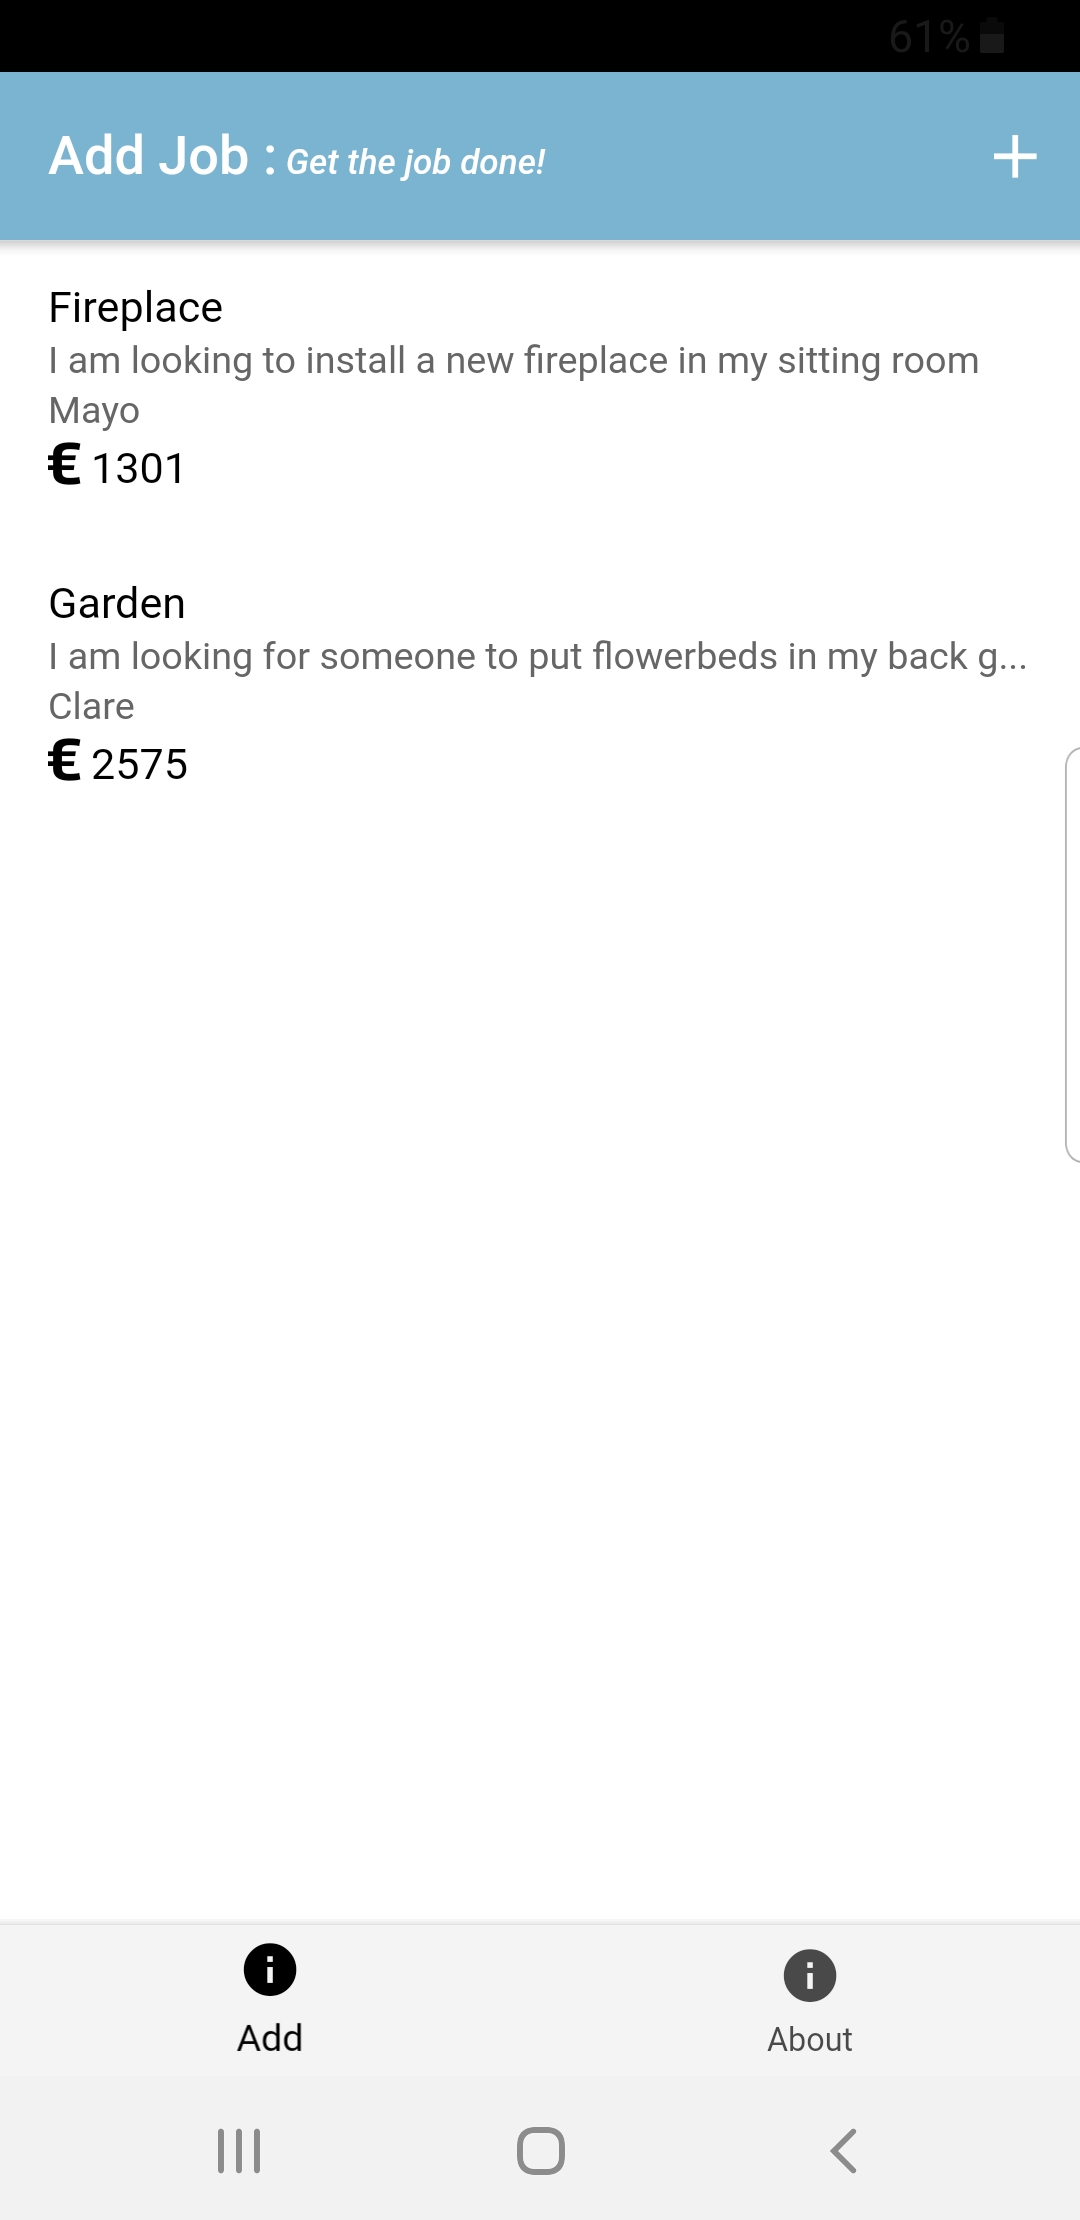 61%
Add Job : Get the job done!
Fireplace
I am looking to install a new fireplace in my sitting room
Mayo
€ 1301
Garden
I am looking for someone to put flowerbeds in my back g...
Clare
€ 2575
Add
About